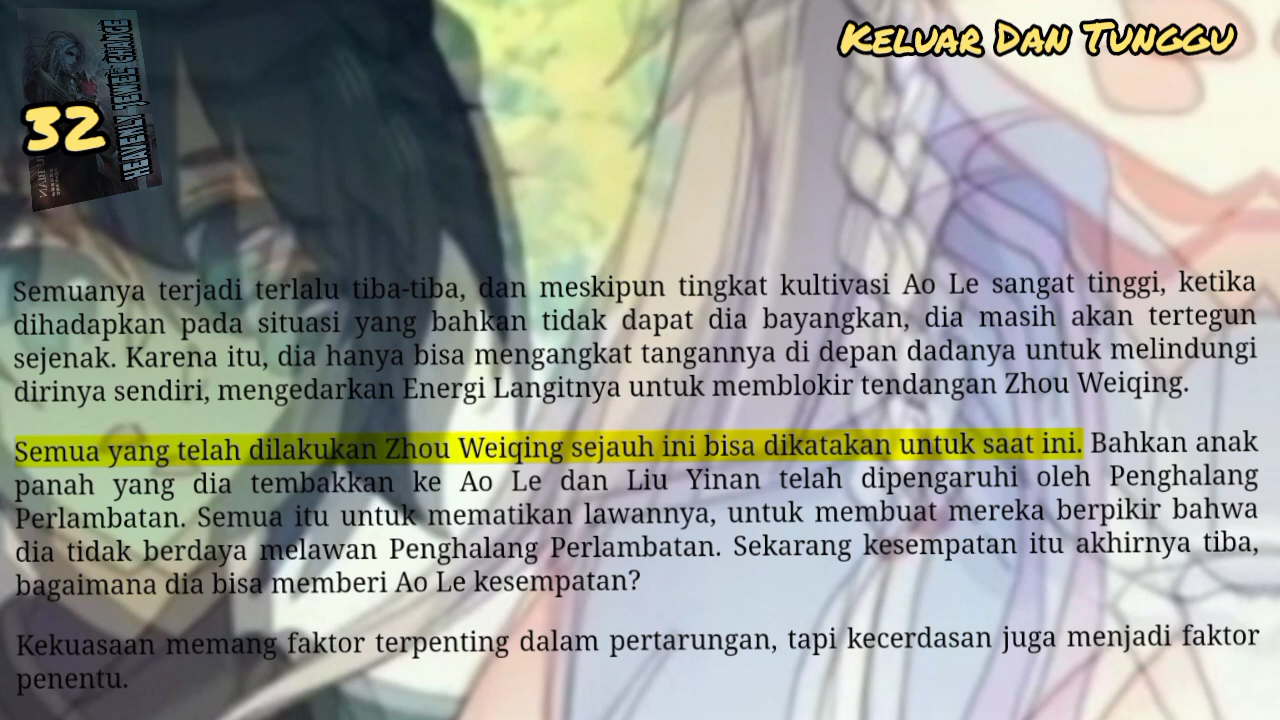 Keluar Dan Tunggu
32
HEAVENLY JEWEL CHANGE
Semuanya terjadi terlalu tiba-tiba, dan meskipun tingkat kultivasi Ao Le sangat tinggi, ketika
dihadapkan pada situasi yang bahkan tidak dapat dia bayangkan, dia masih akan tertegun
sejenak. Karena itu, dia hanya bisa mengangkat tangannya di depan dadanya untuk melindungi
dirinya sendiri, mengedarkan Energi Langitnya untuk memblokir tendangan Zhou Weiqing.
Semua yang telah dilakukan Zhou Weiqing sejauh ini bisa dikatakan untuk saat ini. Bahkan anak
panah yang dia tembakkan ke Ao Le dan Liu Yinan telah dipengaruhi oleh Penghalang
Perlambatan. Semua itu untuk mematikan lawannya, untuk membuat mereka berpikir bahwa
dia tidak berdaya melawan Penghalang Perlambatan. Sekarang kesempatan itu akhirnya tiba,
bagaimana dia bisa memberi Ao Le kesempatan?
Kekuasaan memang faktor terpenting dalam pertarungan, tapi kecerdasan juga menjadi faktor
penentu.